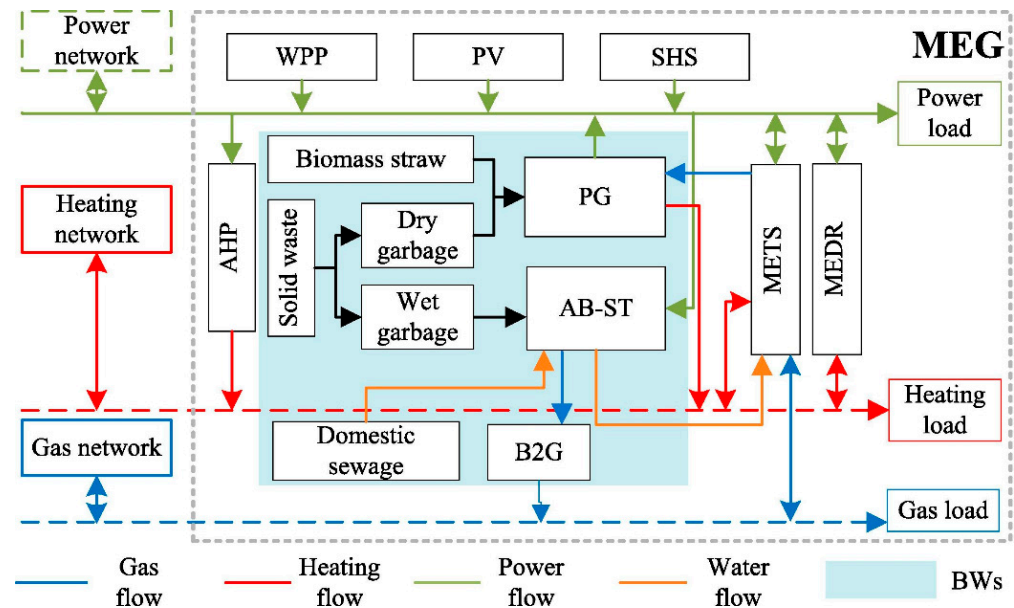 Power
network
WPP
PV
SHS
MEG
Power
load
Biomass straw
PG
Heating
network
AHP
Solid waste
Dry
garbage
Wet
garbage
AB-ST
METS
MEDR
Heating
load
Gas network
Domestic
sewage
B2G
Gas load
Gas
flow
Heating
flow
Power
flow
Water
flow
BWs